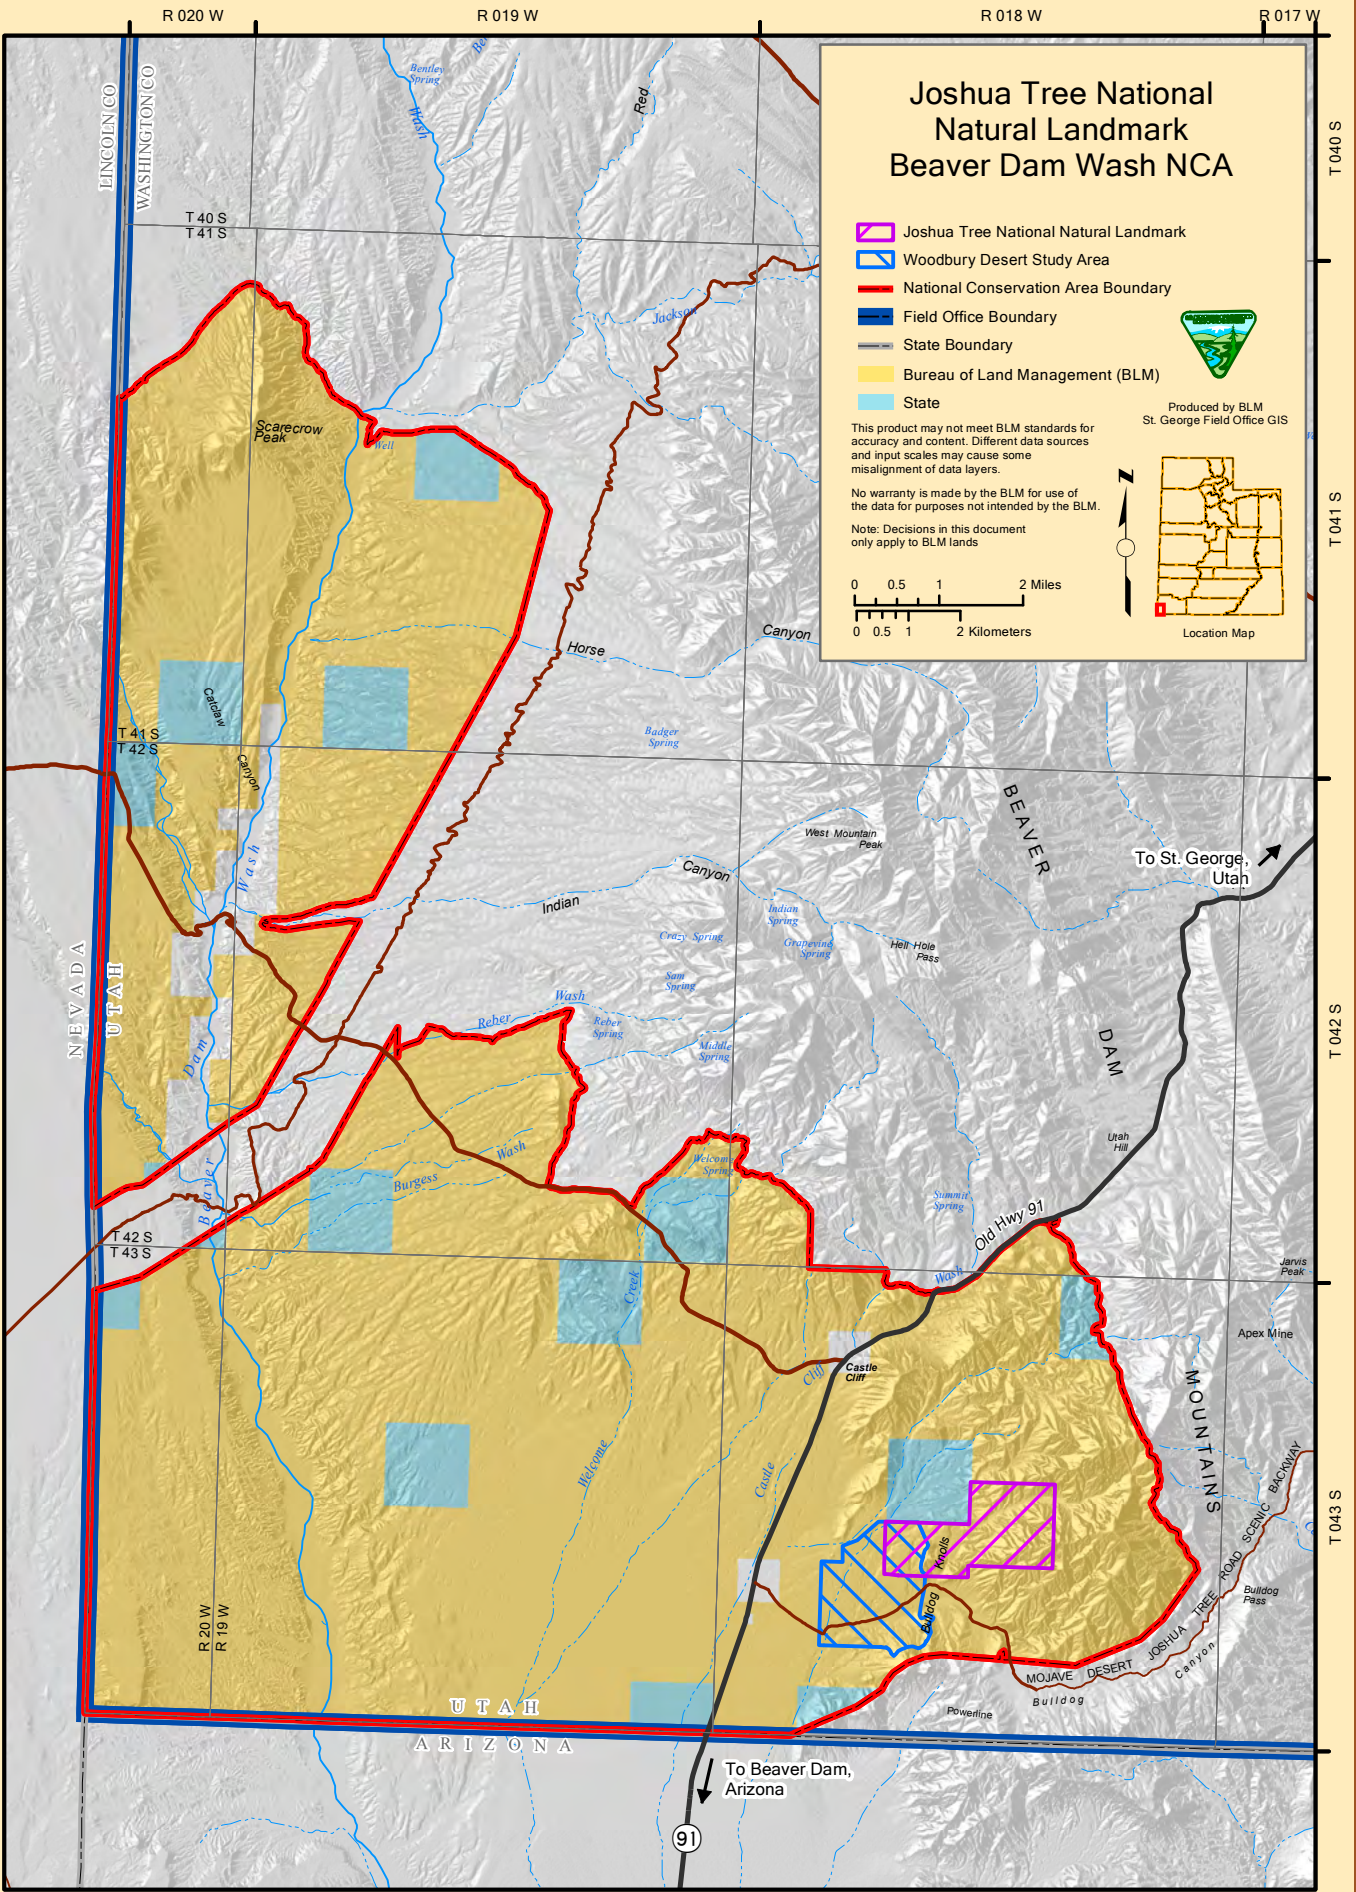 R 020 W
R 019 W
R 018 W
R 017 W
T 040 S
T 041 S
T 042 S
T 043 S
Joshua Tree National
Natural Landmark
Beaver Dam Wash NCA
Joshua Tree National Natural Landmark
Woodbury Desert Study Area
National Conservation Area Boundary
Field Office Boundary
State Boundary
Bureau of Land Management (BLM)
State
Produced by BLM
St. George Field Office GIS
This product may not meet BLM standards for
accuracy and content. Different data sources
and input scales may cause some
misalignment of data layers.
No warranty is made by the BLM for use of
the data for purposes not intended by the BLM.
Note: Decisions in this document
only apply to BLM lands
0 0.5 1 2 Miles
0 0.5 1 2 Kilometers
Location Map
LINCOLN CO
WASHINGTON CO
Bentley
Spring
Wash
Red
T 40 S
T 41 S
Jackson
Scarecrow
Peak
Well
Horse
Canyon
Catclaw
Canyon
T 41 S
T 42 S
Badger
Spring
BEAVER
West Mountain
Peak
To St. George,
Utah
Wash
Canyon
Indian
Indian
Spring
Crazy Spring
Grapevine
Spring
Hell Hole
Pass
Sam
Spring
NEVADA
UTAH
Wash
Reber
Reber
Spring
Middle
Spring
DAM
Dam
Utah
Hill
Wash
Burgess
Welcome
Spring
Summit
Spring
Beaver
Old Hwy 91
T 42 S
T 43 S
Wash
Jarvis
Peak
Creek
Apex Mine
Castle
Cliff
Cliff
MOUNTAINS
Welcome
Castle
Knolls
Bulldog
Bulldog
Pass
R 20 W
R 19 W
MOJAVE DESERT JOSHUA TREE ROAD SCENIC BACKWAY
Bulldog
Canyon
Powerline
UTAH
ARIZONA
To Beaver Dam,
Arizona
91